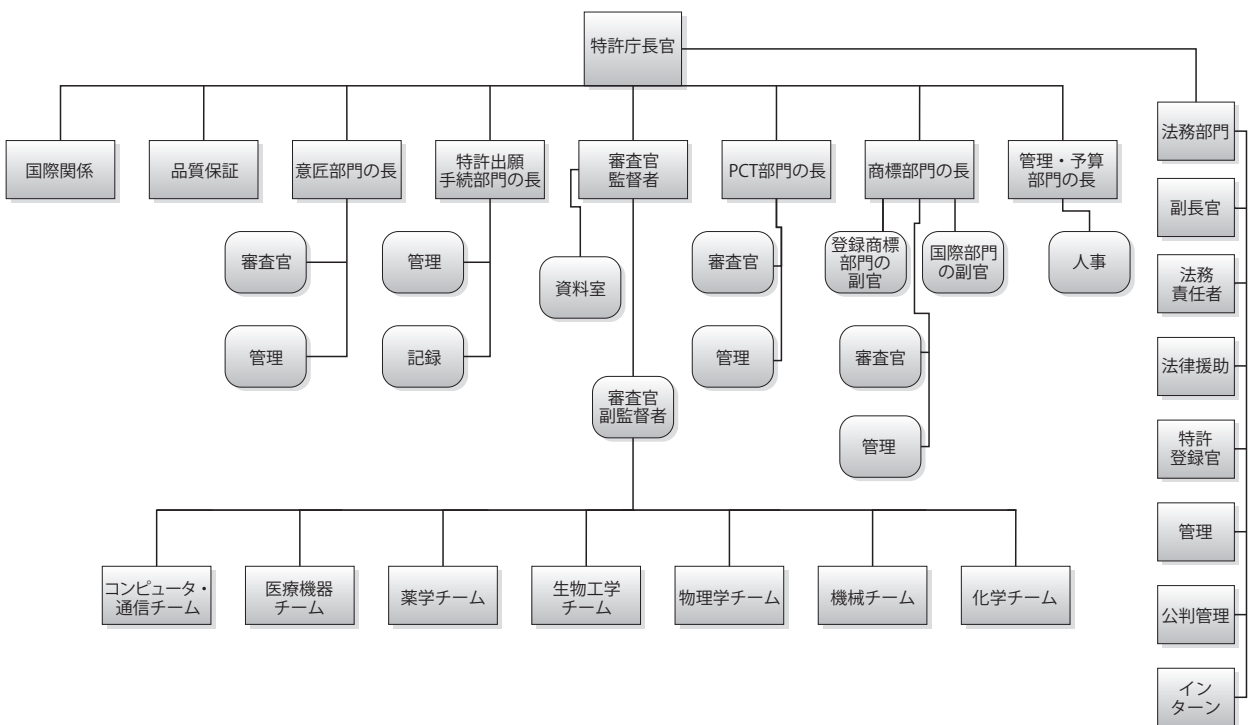 特許庁長官
国際関係
品質保証
意匠部門の長
特許出願
手続部門の長
審査官
監督者
PCT部門の長
商標部門の長
管理・予算
部門の長
法務部門
副長官
法務
責任者
法律援助
特許
登録官
管理
公判管理
イン
ターン
審査官
管理
管理
記録
資料室
審査官
副監督者
審査官
管理
登録商標
部門の
副官
国際部門
の副官
審査官
管理
人事
コンピュータ・
通信チーム
医療機器
チーム
薬学チーム
生物工学
チーム
物理学チーム
機械チーム
化学チーム